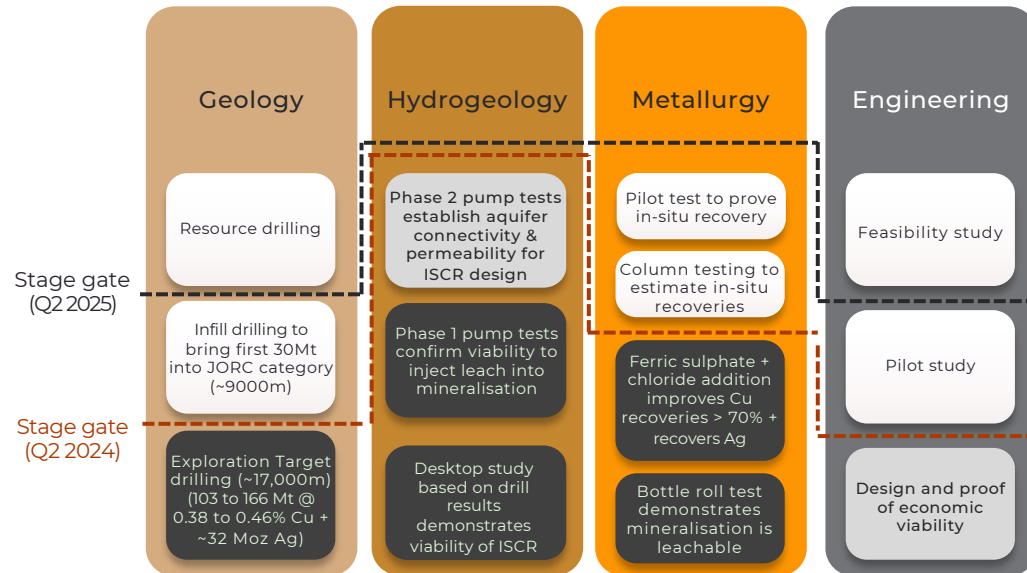 Geology
Hydrogeology
Metallurgy
Engineering
Stage gate
(Q2 2025)
Stage gate
(Q2 2024)
Resource drilling
Infill drilling to
bring first 30Mt
into JORC category
(~9000m)
Exploration Target
drilling (~17,000m)
(103 to 166 Mt @
0.38 to 0.46% Cu +
~32 Moz Ag)
Phase 2 pump tests
establish aquifer
connectivity &
permeability for
ISCR design
Phase 1 pump tests
confirm viability to
inject leach into
mineralisation
Desktop study
based on drill
results
demonstrates
viability of ISCR
Pilot test to prove
in-situ recovery
Column testing to
estimate in-situ
recoveries
Ferric sulphate +
chloride addition
improves Cu
recoveries > 70% +
recovers Ag
Bottle roll test
demonstrates
mineralisation is
leachable
Feasibility study
Pilot study
Design and proof
of economic
viability